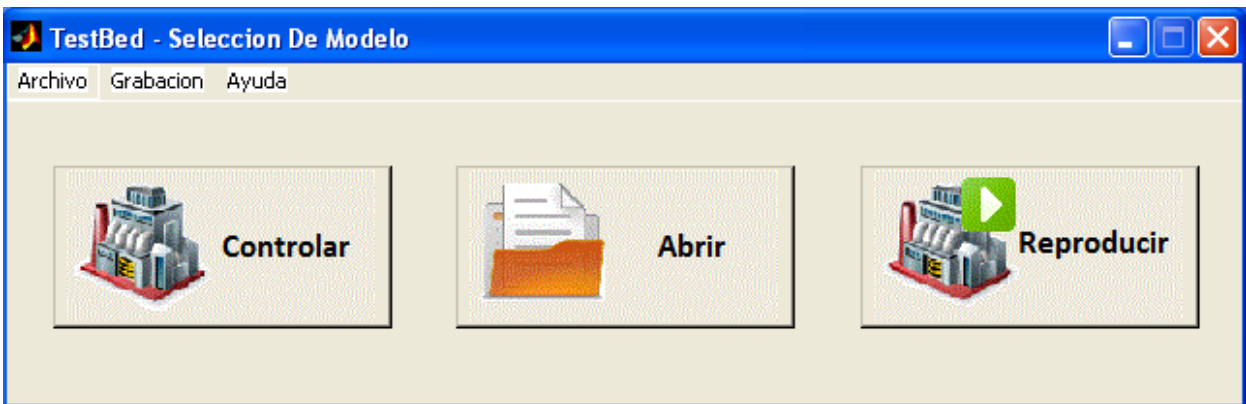 TestBed - Seleccion De Modelo
Archivo Grabacion Ayuda
Controlar Abrir Reproducir